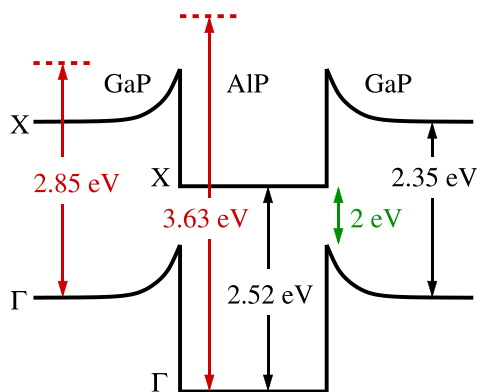 GaP
AlP
GaP
X
X
2.85 eV
2.35 eV
3.63 eV
2 eV
2.52 eV
Γ
Γ